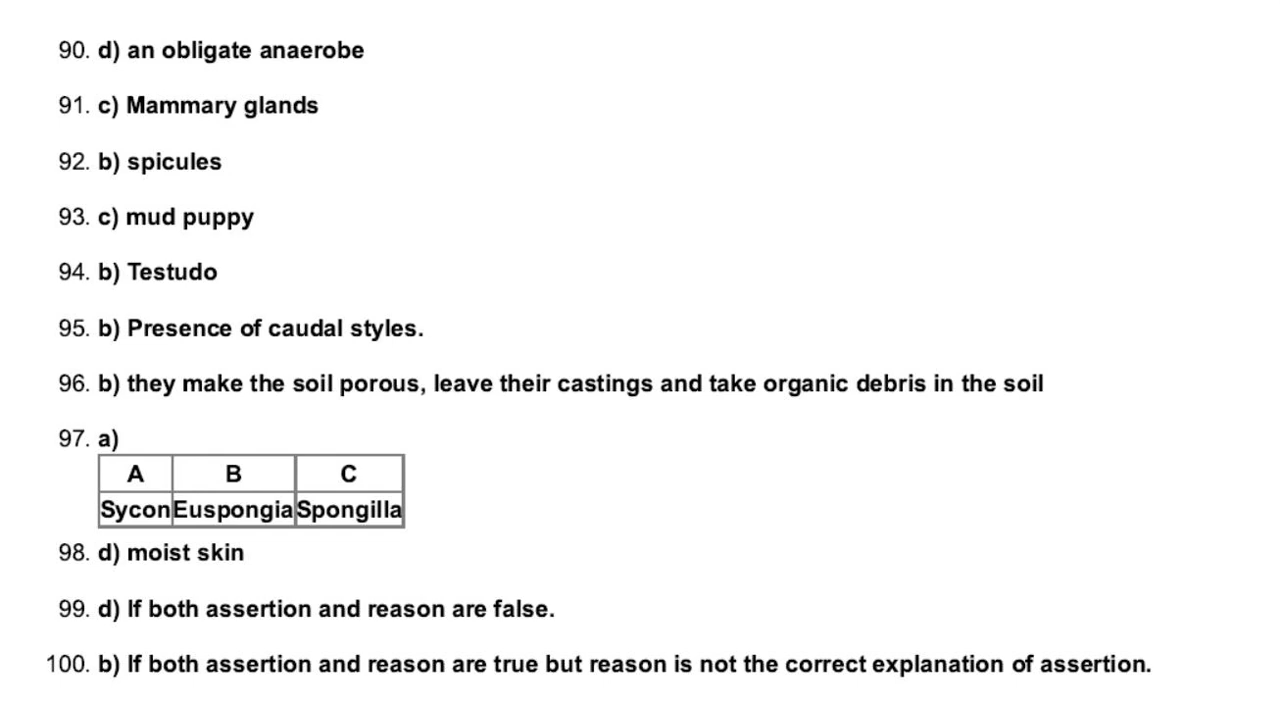 90. d) an obligate anaerobe
91. c) Mammary glands
92. b) spicules
93. c) mud puppy
94. b) Testudo
95. b) Presence of caudal styles.
96. b) they make the soil porous, leave their castings and take organic debris in the soil
97. a)
A B C
Sycon Euspongia Spongilla
98. d) moist skin
99. d) If both assertion and reason are false.
100. b) If both assertion and reason are true but reason is not the correct explanation of assertion.